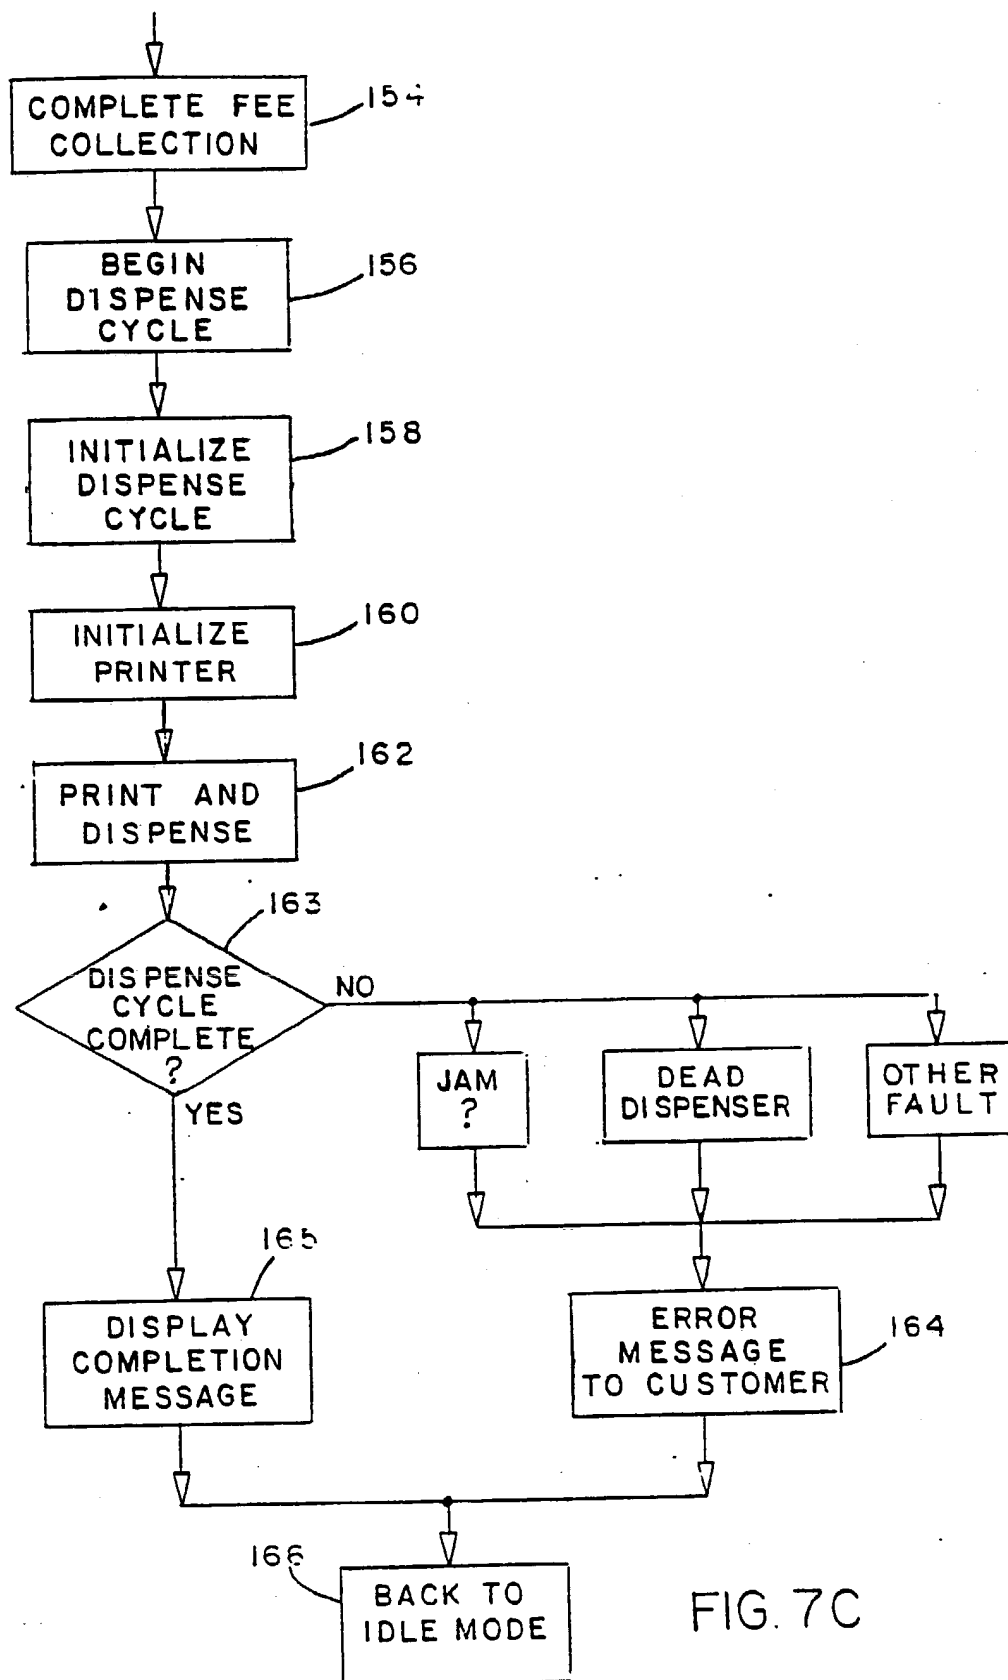 COMPLETE FEE
COLLECTION
154
BEGIN
DISPENSE
CYCLE
156
INITIALIZE
DISPENSE
CYCLE
158
INITIALIZE
PRINTER
160
PRINT AND
DISPENSE
162
163
DISPENSE
CYCLE
COMPLETE
?
NO
YES
JAM
?
DEAD
DISPENSER
OTHER
FAULT
165
DISPLAY
COMPLETION
MESSAGE
ERROR
MESSAGE
TO CUSTOMER
164
166
BACK TO
IDLE MODE
FIG. 7C